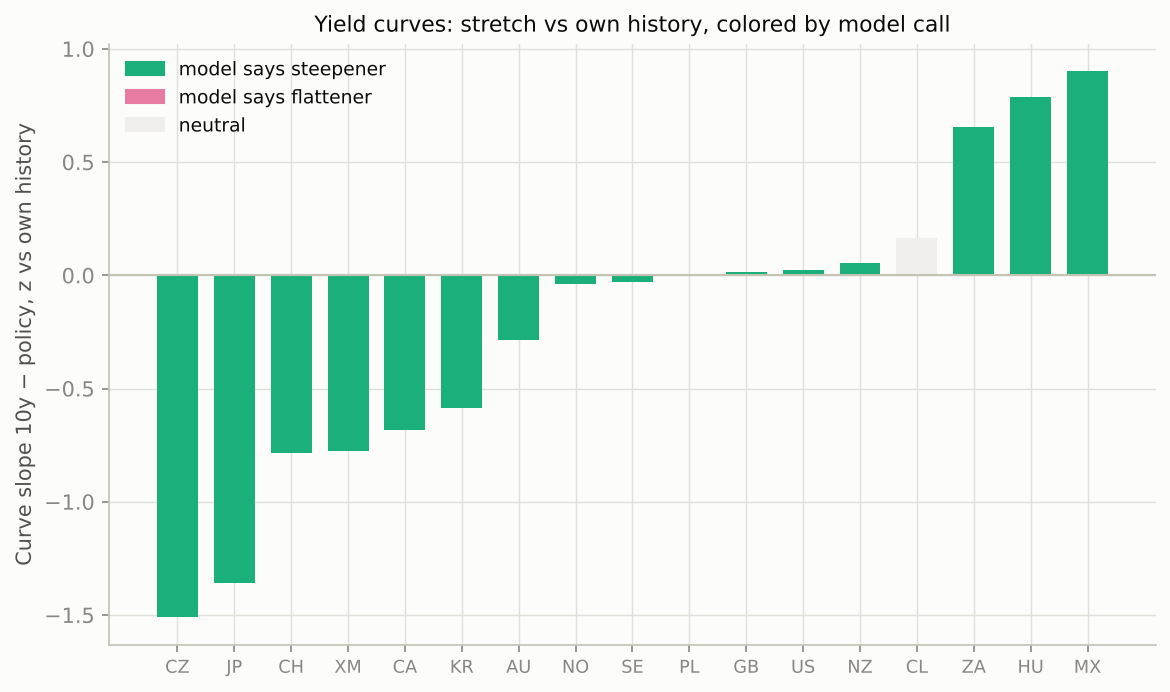 Yield curves: stretch vs own history, colored by model call
model says steepener
model says flattener
neutral
Curve slope 10y − policy, z vs own history
1.0
0.5
0.0
−0.5
−1.0
−1.5
CZ JP CH XM CA KR AU NO SE PL GB US NZ CL ZA HU MX